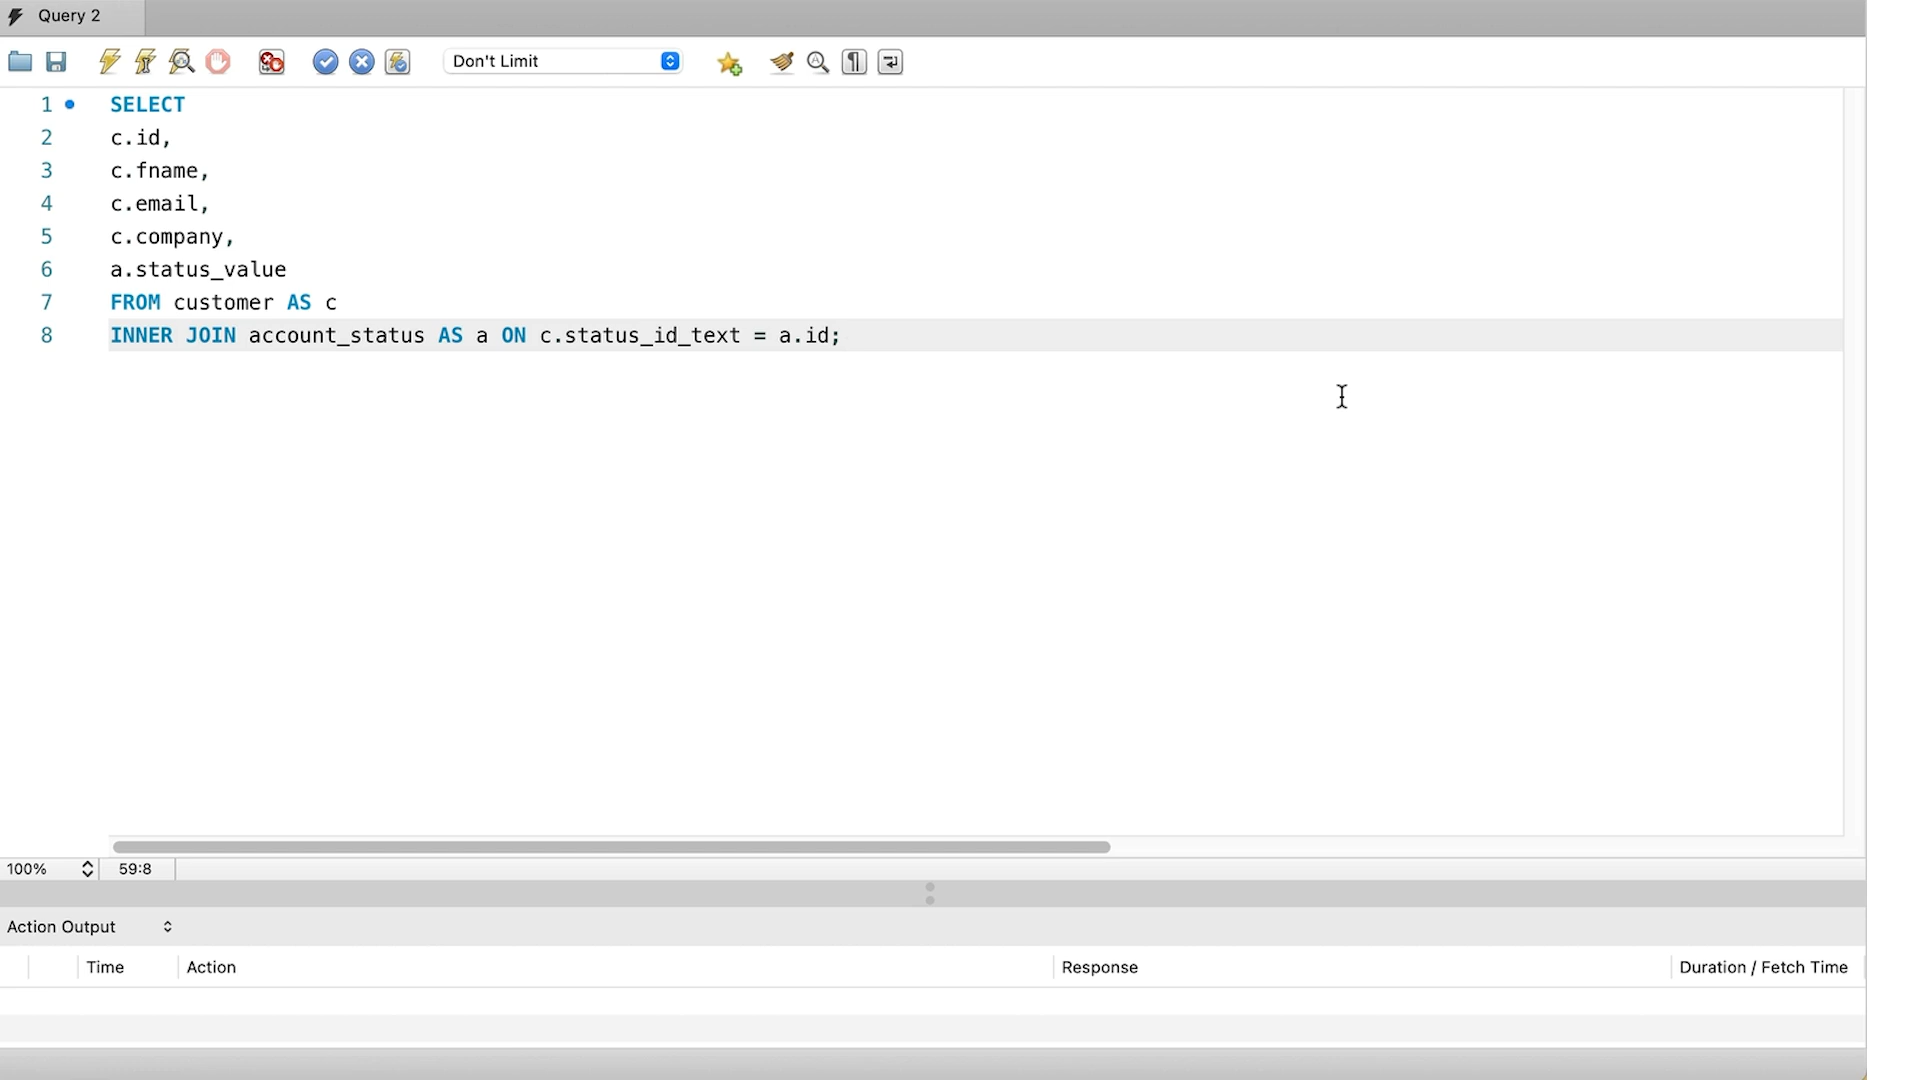 Query 2
Don't Limit
1 SELECT
2 c.id,
3 c.fname,
4 c.email,
5 c.company,
6 a.status_value
7 FROM customer AS c
8 INNER JOIN account_status AS a ON c.status_id_text = a.id;
100% 59:8
Action Output
Time Action Response Duration / Fetch Time